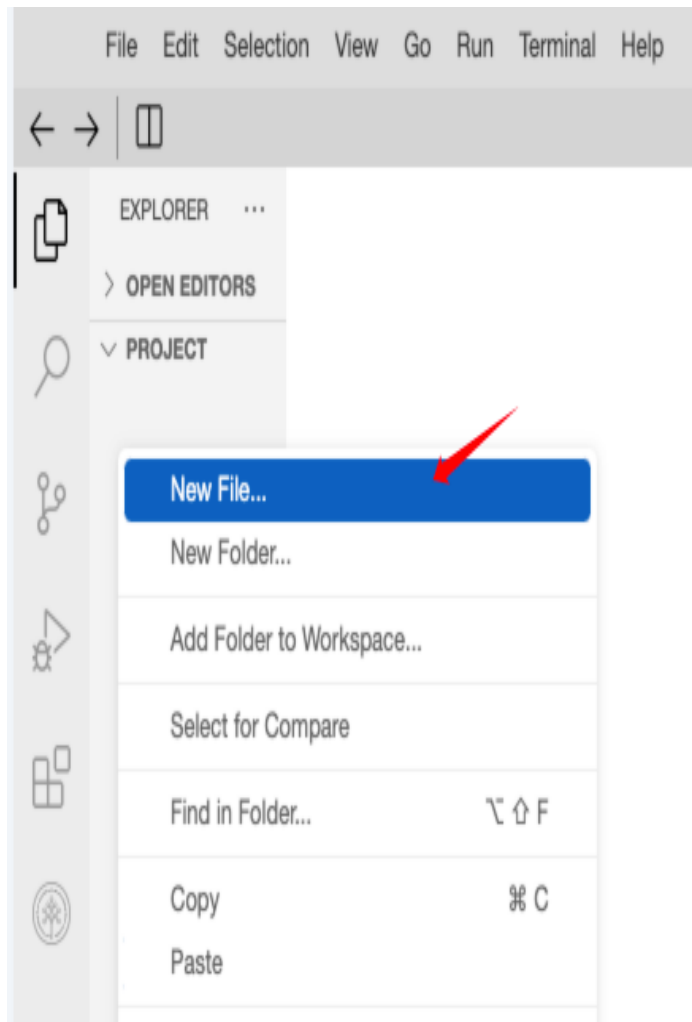 File Edit Selection View Go Run Terminal Help
EXPLORER ...
OPEN EDITORS
PROJECT
New File...
New Folder...
Add Folder to Workspace...
Select for Compare
Find in Folder... ⌥⇧F
Copy ⌘C
Paste